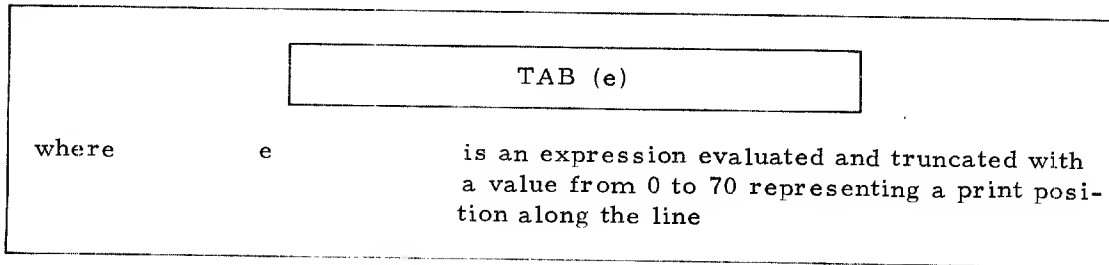 TAB (e)
where e is an expression evaluated and truncated with
a value from 0 to 70 representing a print posi-
tion along the line